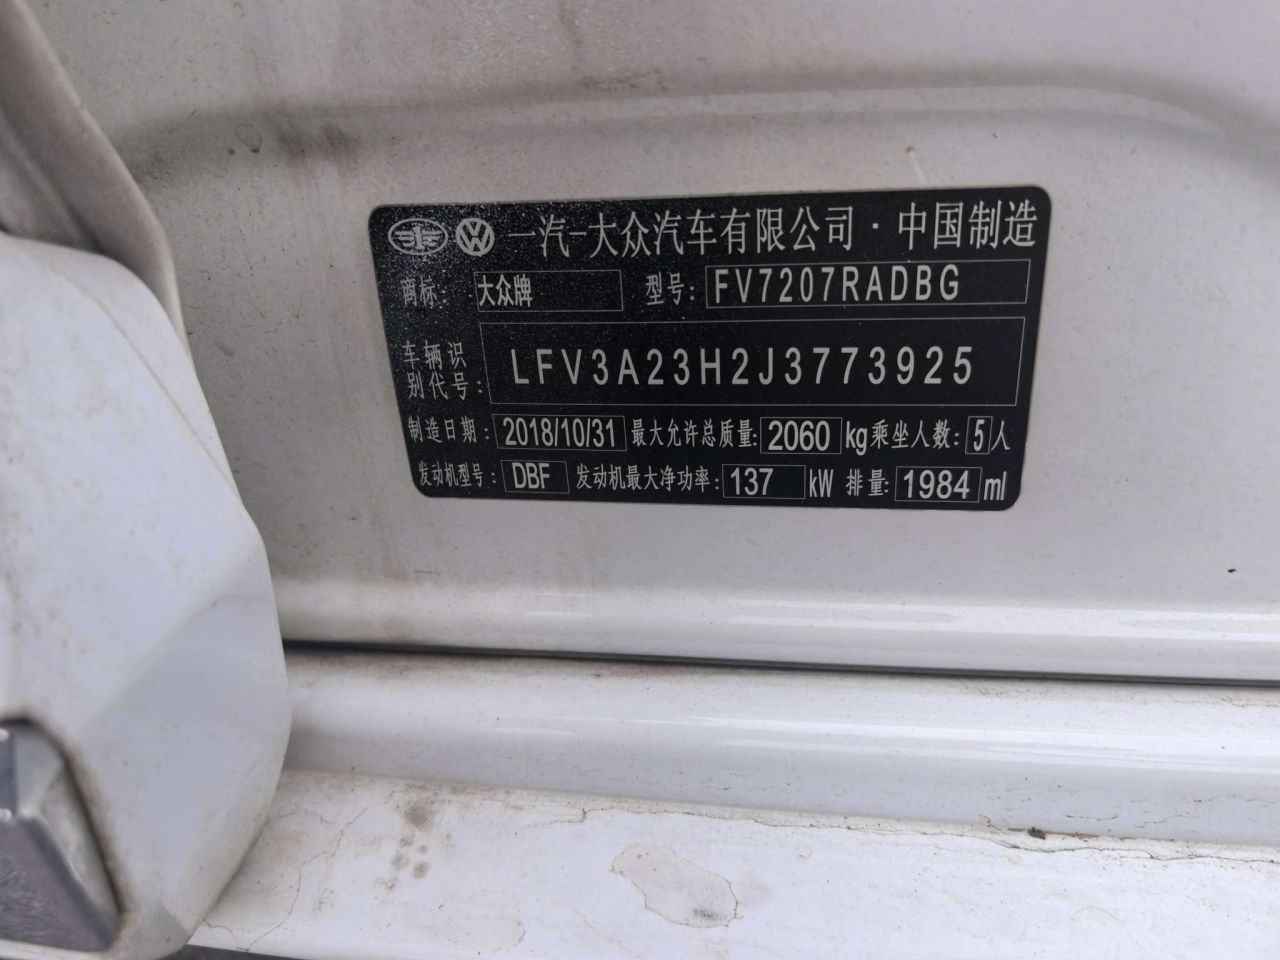 一汽-大众汽车有限公司·中国制造
商标: 大众牌 型号: FV7207RADBG
车辆识别代号: LFV3A23H2J3773925
制造日期: 2018/10/31 最大允许总质量: 2060 kg 乘坐人数: 5 人
发动机型号: DBF 发动机最大净功率: 137 kW 排量: 1984 ml